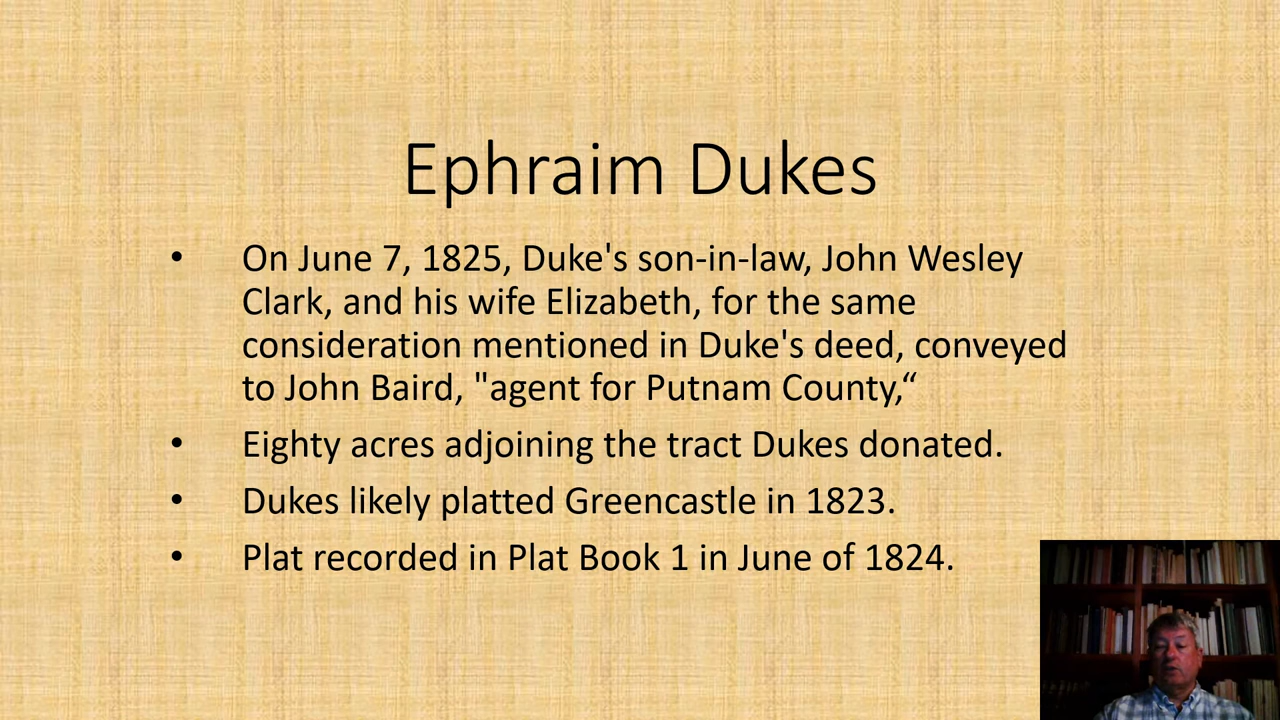 Ephraim Dukes
• On June 7, 1825, Duke's son-in-law, John Wesley
Clark, and his wife Elizabeth, for the same
consideration mentioned in Duke's deed, conveyed
to John Baird, "agent for Putnam County,“
• Eighty acres adjoining the tract Dukes donated.
• Dukes likely platted Greencastle in 1823.
• Plat recorded in Plat Book 1 in June of 1824.